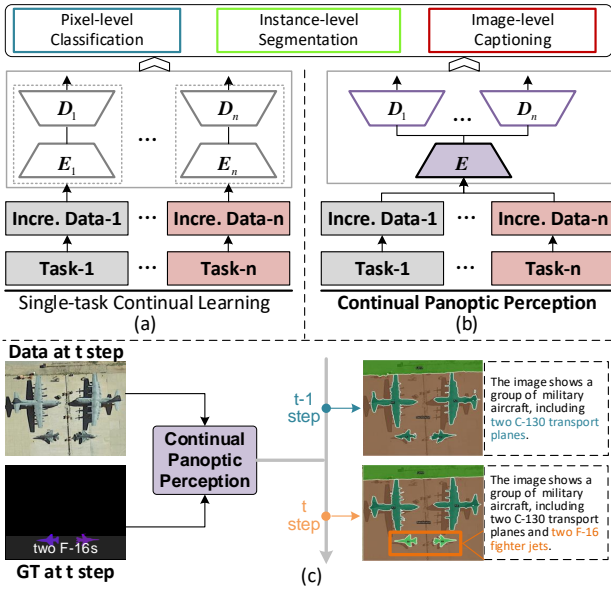 Pixel-level
Classification
Instance-level
Segmentation
Image-level
Captioning
D1
...
Dn
E1
En
Incre. Data-1
...
Incre. Data-n
Task-1
...
Task-n
Single-task Continual Learning
(a)
D1
...
Dn
E
Incre. Data-1
...
Incre. Data-n
Task-1
...
Task-n
Continual Panoptic Perception
(b)
Data at t step
two F-16s
GT at t step
Continual
Panoptic
Perception
t-1
step
The image shows a
group of military
aircraft, including
two C-130 transport
planes.
t
step
The image shows a
group of military
aircraft, including
two C-130 transport
planes and two F-16
fighter jets.
(c)